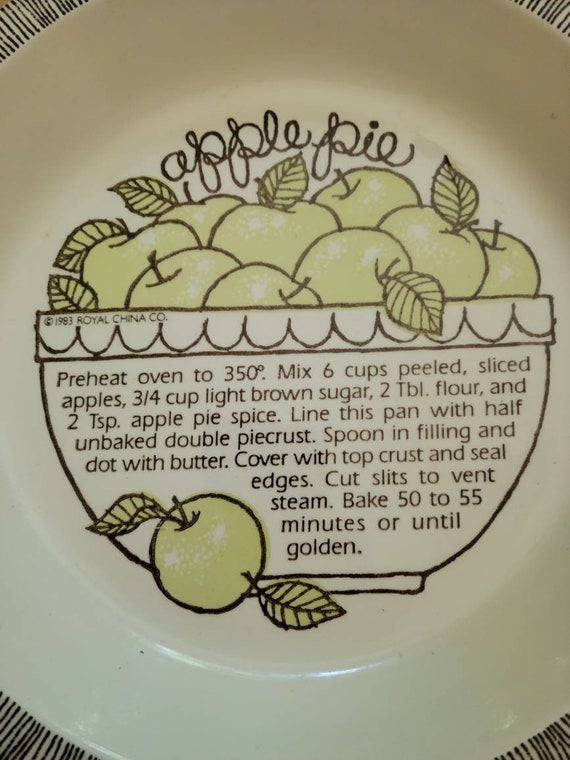 apple pie
© 1983 ROYAL CHINA CO.
Preheat oven to 350°. Mix 6 cups peeled, sliced
apples, 3/4 cup light brown sugar, 2 Tbl. flour, and
2 Tsp. apple pie spice. Line this pan with half
unbaked double piecrust. Spoon in filling and
dot with butter. Cover with top crust and seal
edges. Cut slits to vent
steam. Bake 50 to 55
minutes or until
golden.